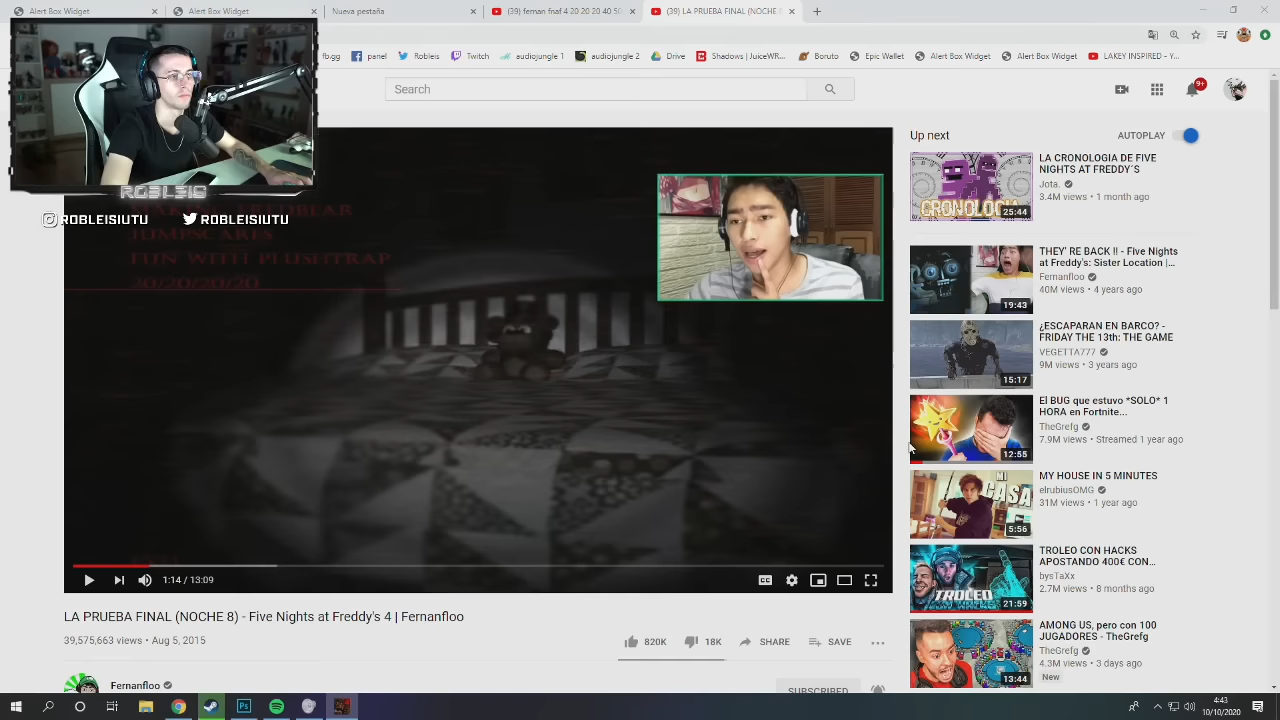 Alert Box Widget
Alert Box Widget
Nueva pestaña
(39) fernan fnaf 4 20 20 20 40 50
(39) LA PRUEBA FINAL (NOCHE 8
panel
Robleis
Twitch
audiojungle 1
audiojungle 2
Drive
Shadows | JuiceWR...
Boruto
Epic Wallet
Alert Box Widget
Alert Box Widget
LAKEY INSPIRED - Y...
Search
9+
ROBLEIS
ROBLEISIUTU
ROBLEISIUTU
JUMPSCARES
FUN WITH PLUSHTRAP
20/20/20/20
Up next
AUTOPLAY
LA CRONOLOGIA DE FIVE
NIGHTS AT FREDDY´S
Jota.
3.4M views • 1 month ago
CRONOLOGIA
25:44
THEY' RE BACK !! - Five Nights
at Freddy's: Sister Location |...
Fernanfloo
40M views • 4 years ago
19:43
¿ESCAPARAN EN BARCO? -
FRIDAY THE 13th: THE GAME
VEGETTA777
9M views • 3 years ago
15:17
El BUG que estuvo *SOLO* 1
HORA en Fortnite...
TheGrefg
7.9M views • Streamed 1 year ago
12:55
MY HOUSE IN 5 MINUTES
elrubiusOMG
31M views • 1 year ago
5:56
TROLEO CON HACKS
APOSTANDO 400€ CON...
bysTaXx
2.7M views • 8 months ago
TROLEO
21:59
AMONG US, pero con 100
JUGADORES - TheGrefg
TheGrefg
4.3M views • 3 days ago
New
13:44
1:14 / 13:09
LA PRUEBA FINAL (NOCHE 8) - Five Nights at Freddy's 4 | Fernanfloo
39,575,663 views • Aug 5, 2015
820K
18K
SHARE
SAVE
Fernanfloo
SUBSCRIBED
4:43
10/10/2020